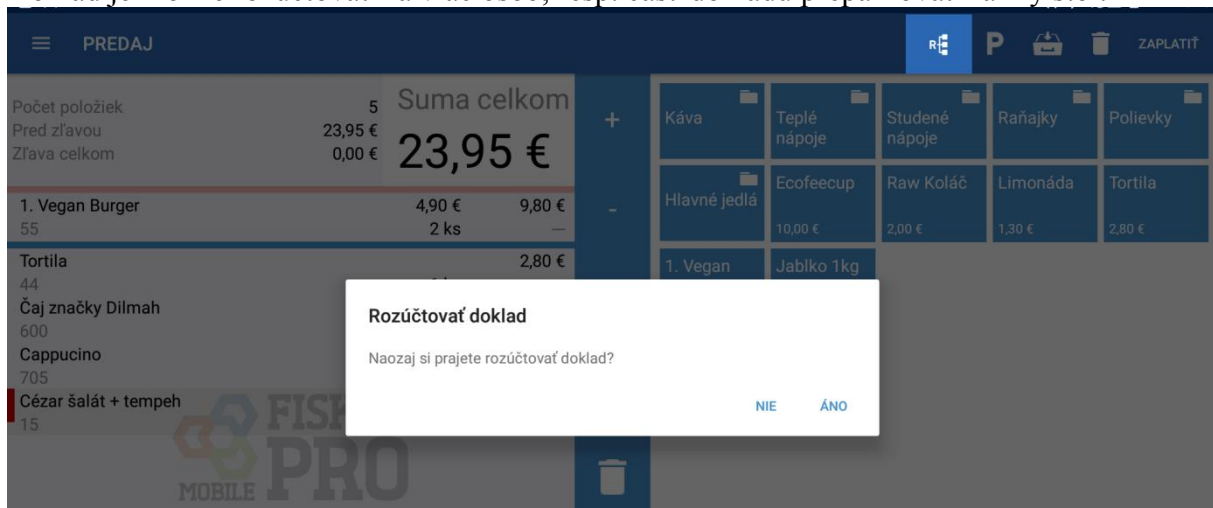 PREDAJ
R
P
ZAPLATIŤ
Počet položiek 5
Pred zľavou 23,95 €
Zľava celkom 0,00 €
Suma celkom
23,95 €
+
-
1. Vegan Burger 4,90 € 9,80 €
55 2 ks —
Tortila 2,80 €
44
Čaj značky Dilmah
600
Cappucino
705
Cézar šalát + tempeh
15
Káva
Teplé
nápoje
Studené
nápoje
Raňajky
Polievky
Hlavné jedlá
Ecofeecup
10,00 €
Raw Koláč
2,00 €
Limonáda
1,30 €
Tortila
2,80 €
1. Vegan
Jablko 1kg
Rozúčtovať doklad
Naozaj si prajete rozúčtovať doklad?
NIE ÁNO
PRO
MOBILE